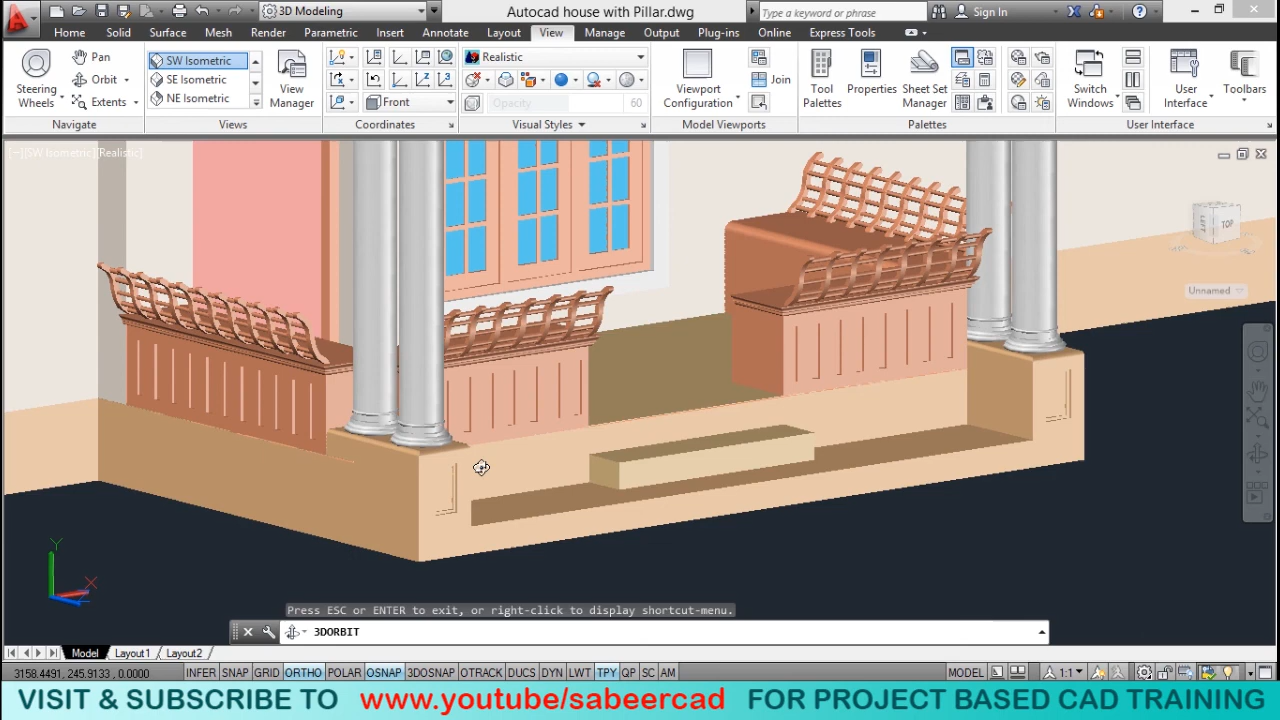 3D Modeling
Autocad house with Pillar.dwg
Type a keyword or phrase
Sign In
Home Solid Surface Mesh Render Parametric Insert Annotate Layout View Manage Output Plug-ins Online Express Tools
Steering Wheels
Pan
Orbit
Extents
Navigate
SW Isometric
SE Isometric
NE Isometric
View Manager
Views
Front
Coordinates
Realistic
Opacity 60
Visual Styles
Viewport Configuration
Join
Model Viewports
Tool Palettes
Properties
Sheet Set Manager
Palettes
Switch Windows
User Interface
Toolbars
User Interface
[−][SW Isometric][Realistic]
LEFT
TOP
Unnamed
Y
X
Press ESC or ENTER to exit, or right-click to display shortcut-menu.
3DORBIT
Model Layout1 Layout2
3158.4491, 245.9133, 0.0000
INFER SNAP GRID ORTHO POLAR OSNAP 3DOSNAP OTRACK DUCS DYN LWT TPY QP SC AM
MODEL
1:1
VISIT & SUBSCRIBE TO www.youtube/sabeercad FOR PROJECT BASED CAD TRAINING